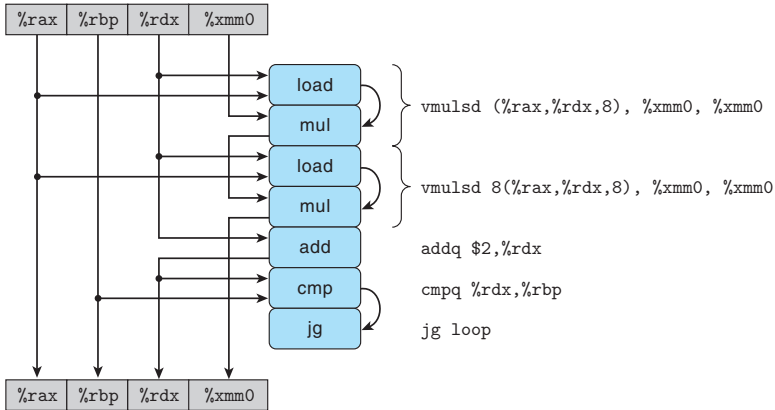 %rax %rbp %rdx %xmm0
load
mul
vmulsd (%rax,%rdx,8), %xmm0, %xmm0
load
mul
vmulsd 8(%rax,%rdx,8), %xmm0, %xmm0
add
addq $2,%rdx
cmp
cmpq %rdx,%rbp
jg
jg loop
%rax %rbp %rdx %xmm0